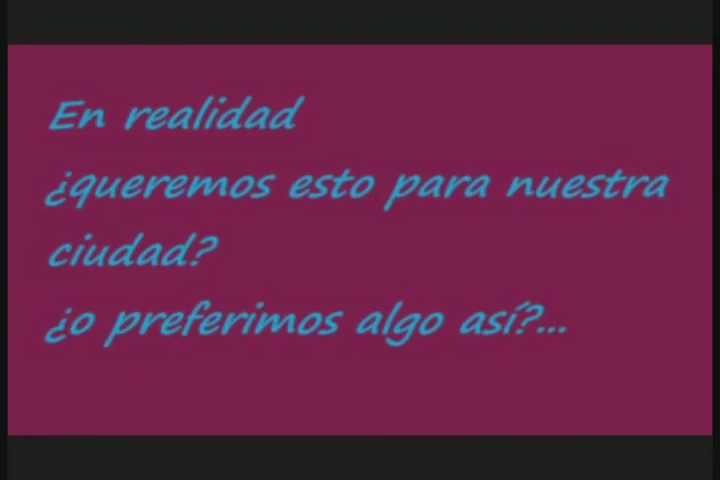 En realidad
¿queremos esto para nuestra
ciudad?
¿o preferimos algo así?...